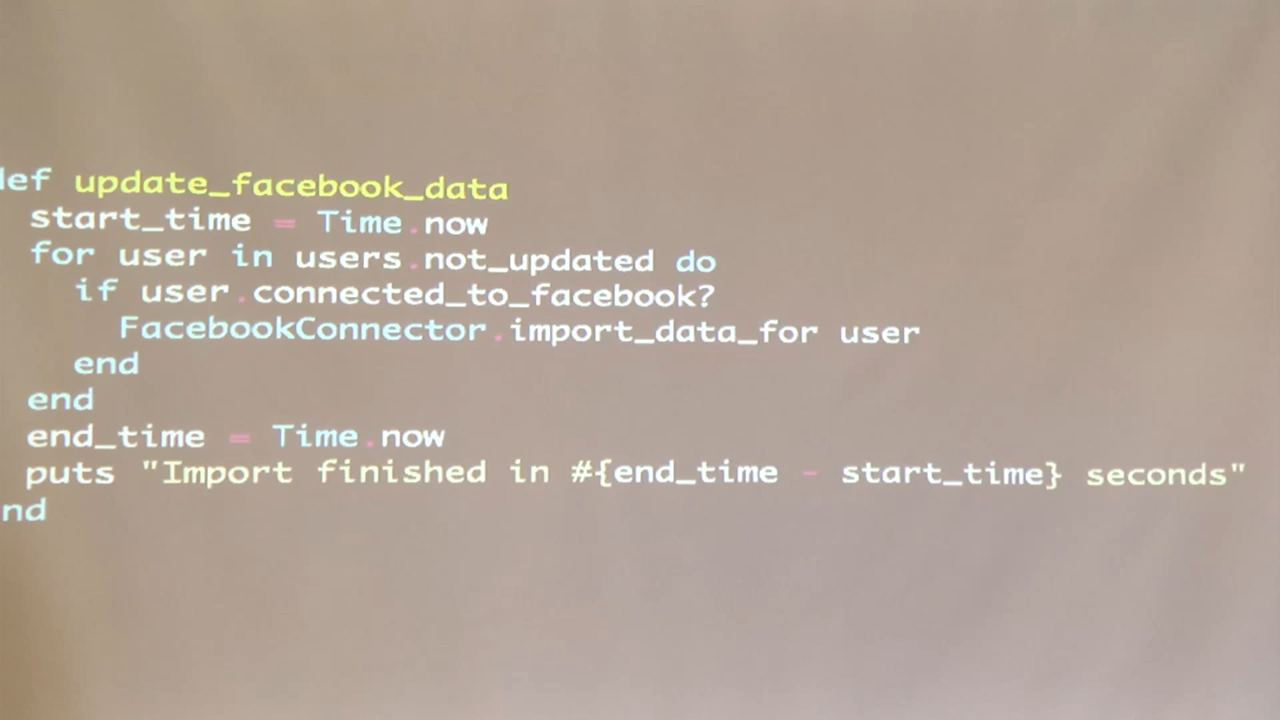 def update_facebook_data
start_time = Time.now
for user in users.not_updated do
if user.connected_to_facebook?
FacebookConnector.import_data_for user
end
end
end_time = Time.now
puts "Import finished in #{end_time - start_time} seconds"
end